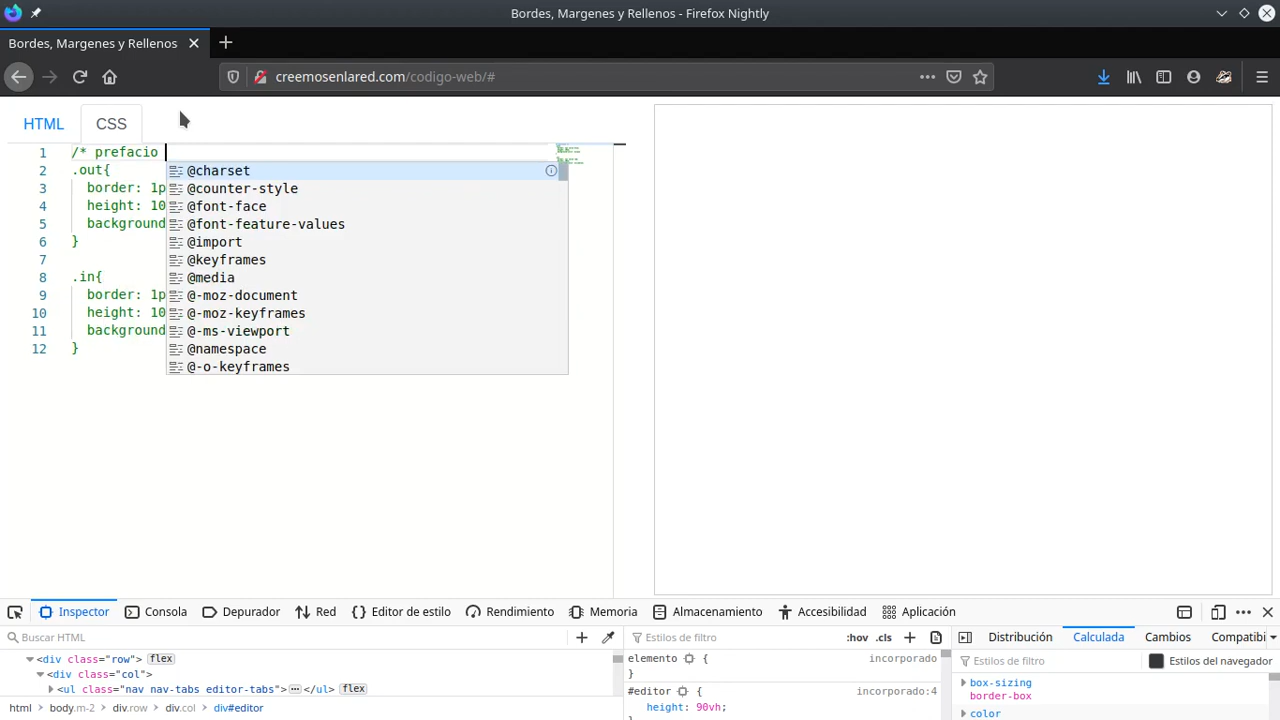 Bordes, Margenes y Rellenos - Firefox Nightly
Bordes, Margenes y Rellenos
creemosenlared.com/codigo-web/#
HTML CSS
1 /* prefacio
2 .out{
3 border: 1p
4 height: 10
5 background
6 }
7
8 .in{
9 border: 1p
10 height: 10
11 background
12 }
@charset
@counter-style
@font-face
@font-feature-values
@import
@keyframes
@media
@-moz-document
@-moz-keyframes
@-ms-viewport
@namespace
@-o-keyframes
Inspector Consola Depurador Red Editor de estilo Rendimiento Memoria Almacenamiento Accesibilidad Aplicación
Buscar HTML
<div class="row"> flex
<div class="col">
<ul class="nav nav-tabs editor-tabs"> </ul> flex
html body.m-2 div.row div.col div#editor
Estilos de filtro :hov .cls
elemento { incorporado
}
#editor { incorporado:4
height: 90vh;
Distribución Calculada Cambios Compatibi
Estilos de filtro Estilos del navegador
box-sizing
border-box
color